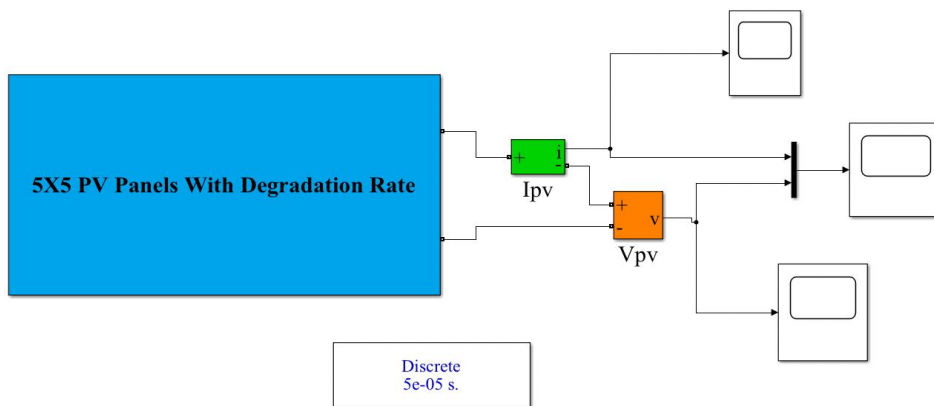 5X5 PV Panels With Degradation Rate
+
i
-
Ipv
+
-
v
Vpv
Discrete
5e-05 s.